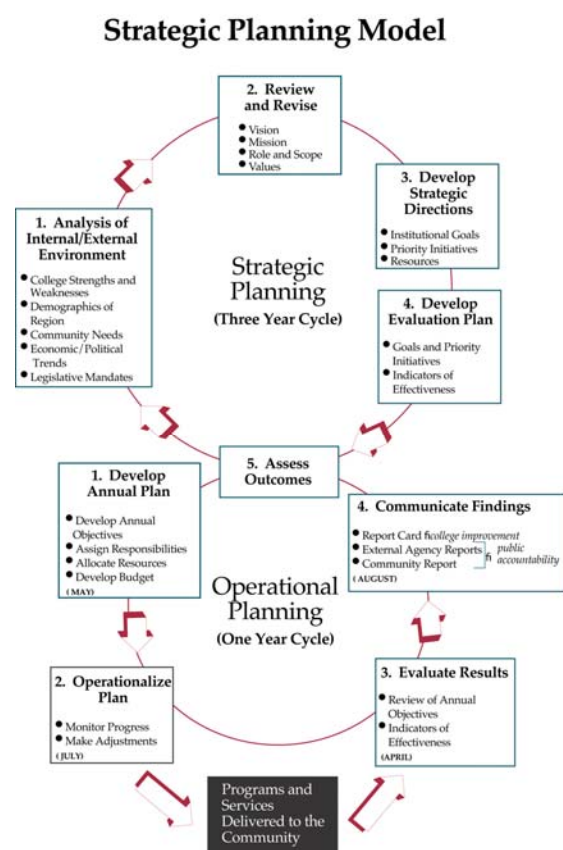 Strategic Planning Model
2. Review
and Revise
● Vision
● Mission
● Role and Scope
● Values
3. Develop
Strategic
Directions
● Institutional Goals
● Priority Initiatives
● Resources
1. Analysis of
Internal/External
Environment
● College Strengths and
Weaknesses
● Demographics of
Region
● Community Needs
● Economic/Political
Trends
● Legislative Mandates
Strategic
Planning
(Three Year Cycle)
4. Develop
Evaluation Plan
● Goals and Priority
Initiatives
● Indicators of
Effectiveness
5. Assess
Outcomes
1. Develop
Annual Plan
● Develop Annual
Objectives
● Assign Responsibilities
● Allocate Resources
● Develop Budget
(MAY)
4. Communicate Findings
● Report Card ficollege improvement
● External Agency Reports
● Community Report
fi public
accountability
(AUGUST)
Operational
Planning
(One Year Cycle)
2. Operationalize
Plan
● Monitor Progress
● Make Adjustments
(JULY)
3. Evaluate Results
● Review of Annual
Objectives
● Indicators of
Effectiveness
(APRIL)
Programs and
Services
Delivered to the
Community